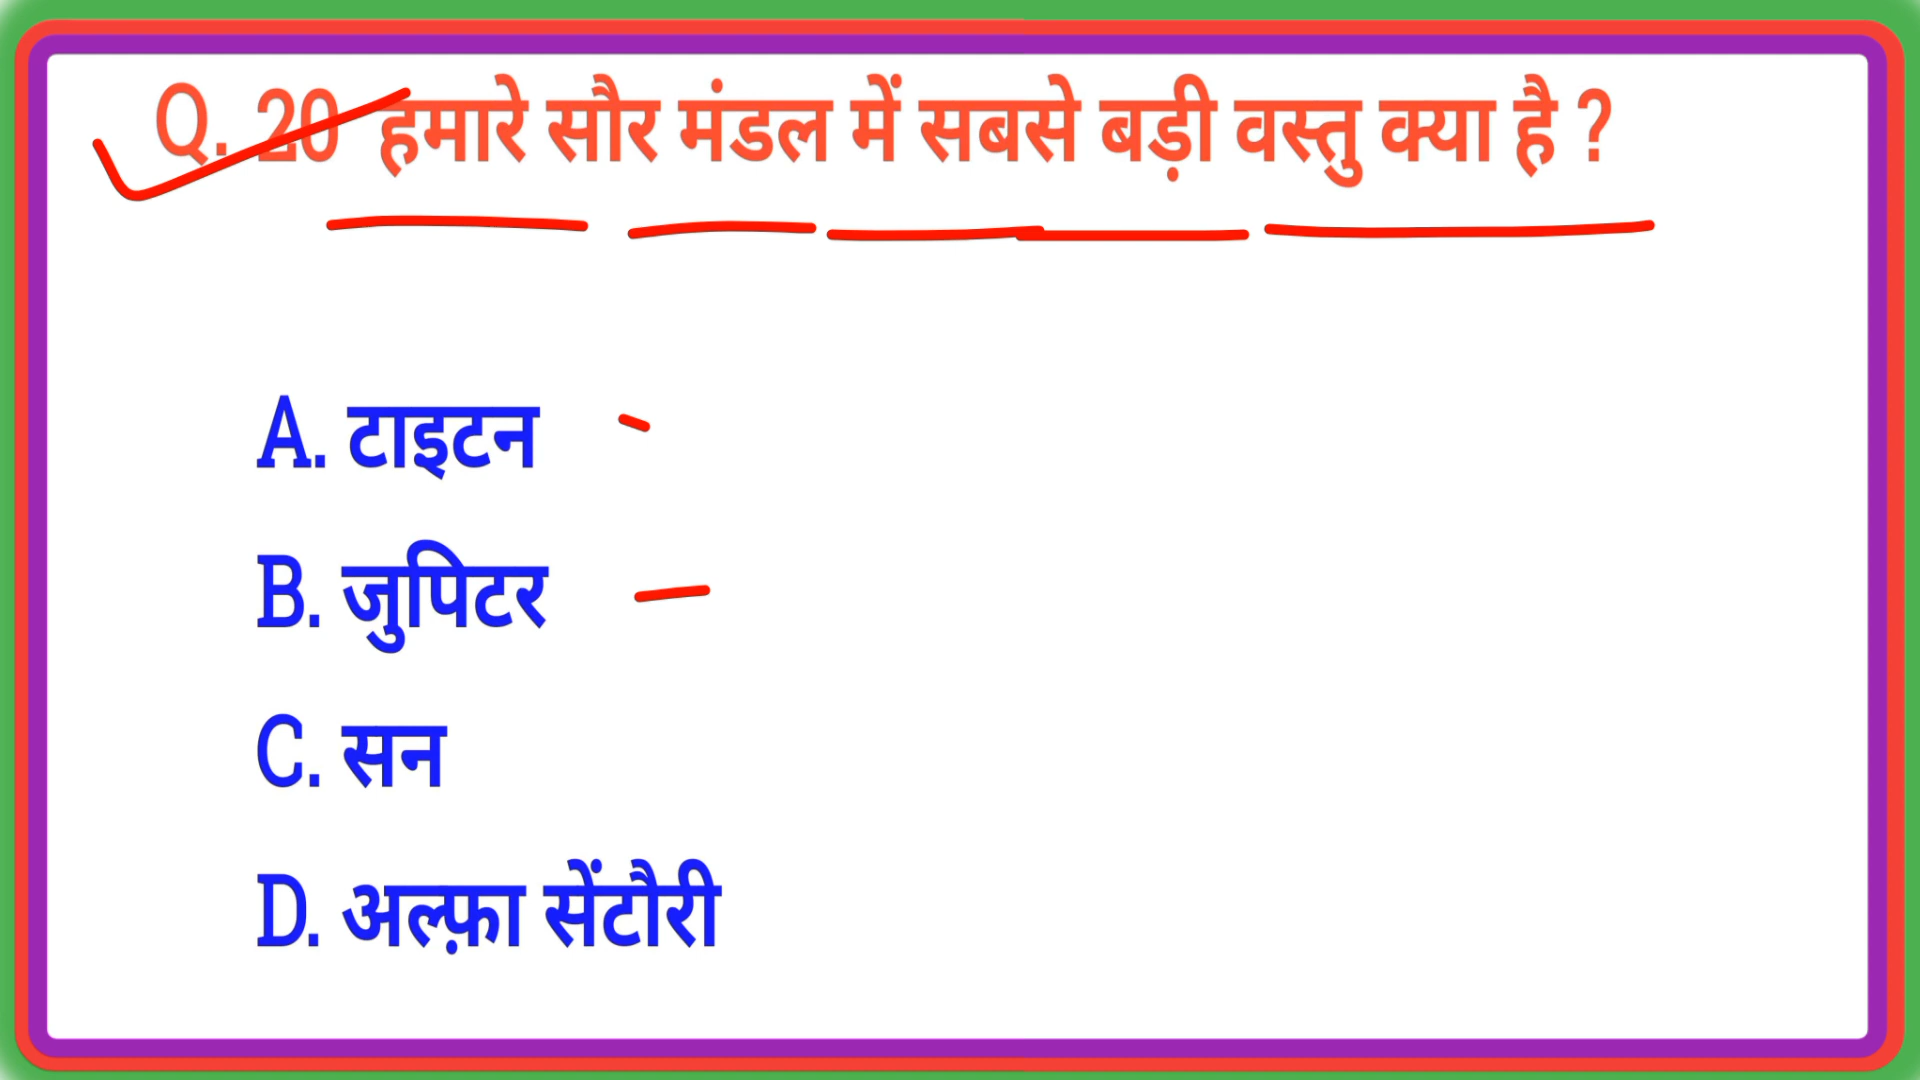 Q. 20 हमारे सौर मंडल में सबसे बड़ी वस्तु क्या है ?
A. टाइटन
B. जुपिटर
C. सन
D. अल्फ़ा सेंटौरी